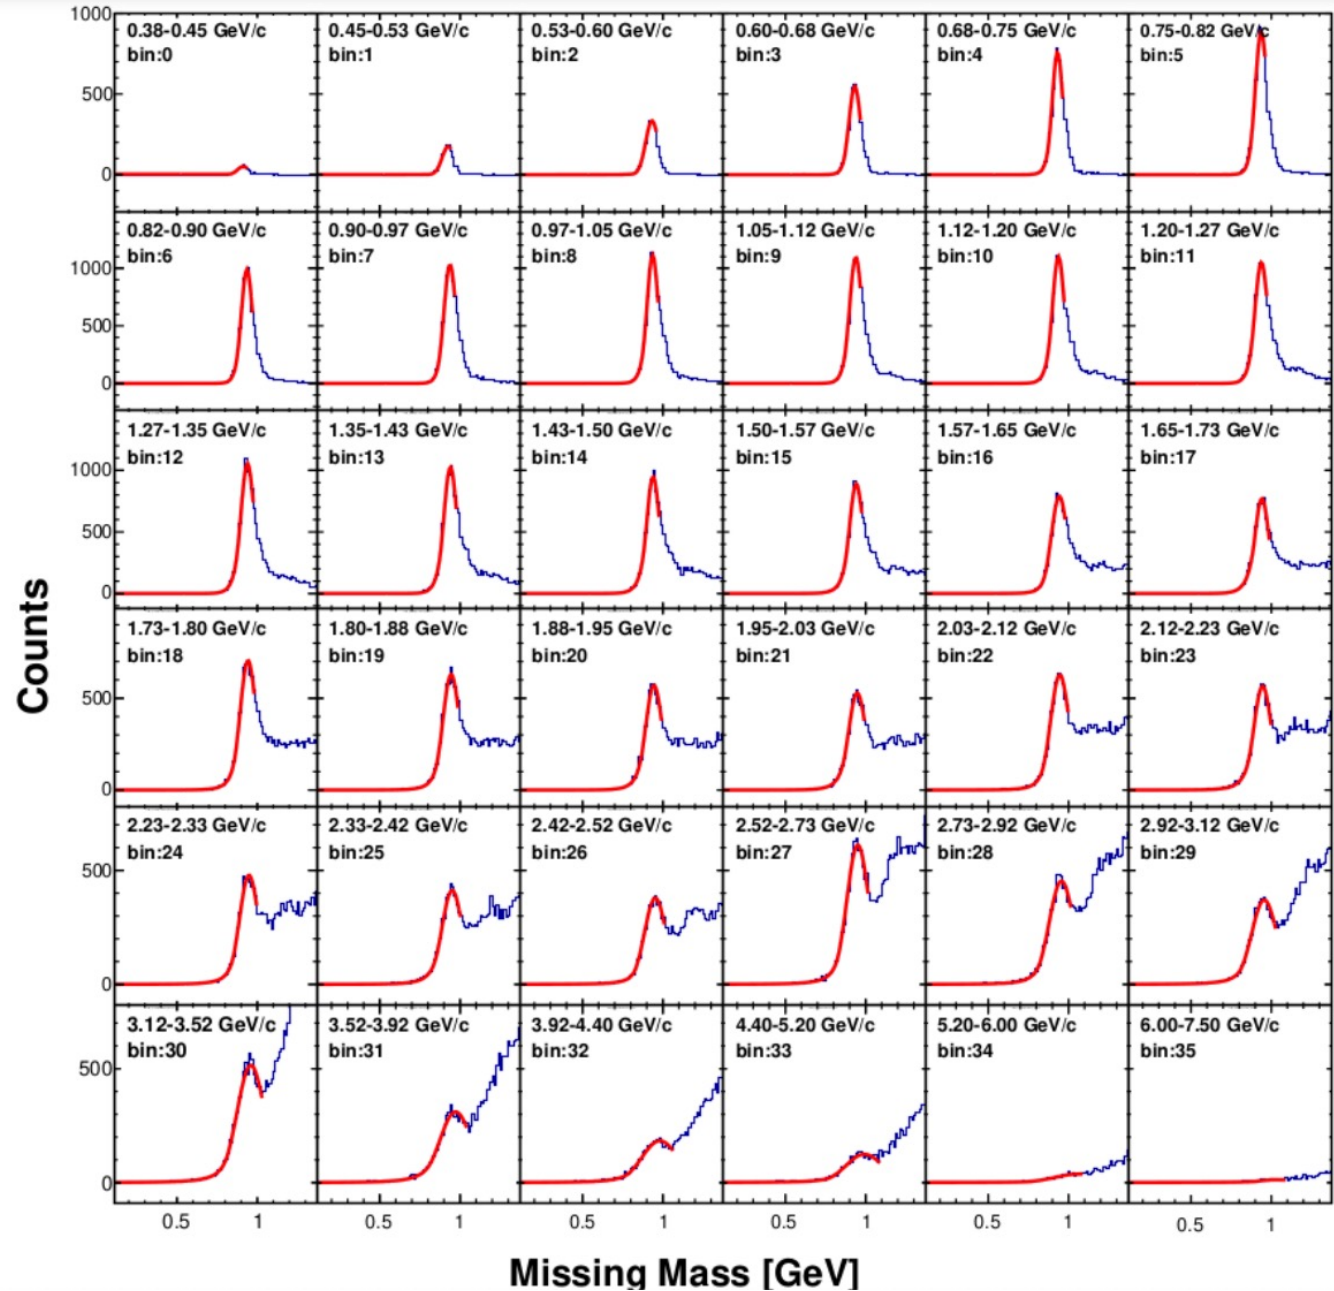 Counts
1000
500
0
0.38-0.45 GeV/c
bin:0
0.45-0.53 GeV/c
bin:1
0.53-0.60 GeV/c
bin:2
0.60-0.68 GeV/c
bin:3
0.68-0.75 GeV/c
bin:4
0.75-0.82 GeV/c
bin:5
1000
500
0
0.82-0.90 GeV/c
bin:6
0.90-0.97 GeV/c
bin:7
0.97-1.05 GeV/c
bin:8
1.05-1.12 GeV/c
bin:9
1.12-1.20 GeV/c
bin:10
1.20-1.27 GeV/c
bin:11
1000
500
0
1.27-1.35 GeV/c
bin:12
1.35-1.43 GeV/c
bin:13
1.43-1.50 GeV/c
bin:14
1.50-1.57 GeV/c
bin:15
1.57-1.65 GeV/c
bin:16
1.65-1.73 GeV/c
bin:17
500
0
1.73-1.80 GeV/c
bin:18
1.80-1.88 GeV/c
bin:19
1.88-1.95 GeV/c
bin:20
1.95-2.03 GeV/c
bin:21
2.03-2.12 GeV/c
bin:22
2.12-2.23 GeV/c
bin:23
500
0
2.23-2.33 GeV/c
bin:24
2.33-2.42 GeV/c
bin:25
2.42-2.52 GeV/c
bin:26
2.52-2.73 GeV/c
bin:27
2.73-2.92 GeV/c
bin:28
2.92-3.12 GeV/c
bin:29
500
0
3.12-3.52 GeV/c
bin:30
3.52-3.92 GeV/c
bin:31
3.92-4.40 GeV/c
bin:32
4.40-5.20 GeV/c
bin:33
5.20-6.00 GeV/c
bin:34
6.00-7.50 GeV/c
bin:35
0.5 1 0.5 1 0.5 1 0.5 1 0.5 1 0.5 1
Missing Mass [GeV]